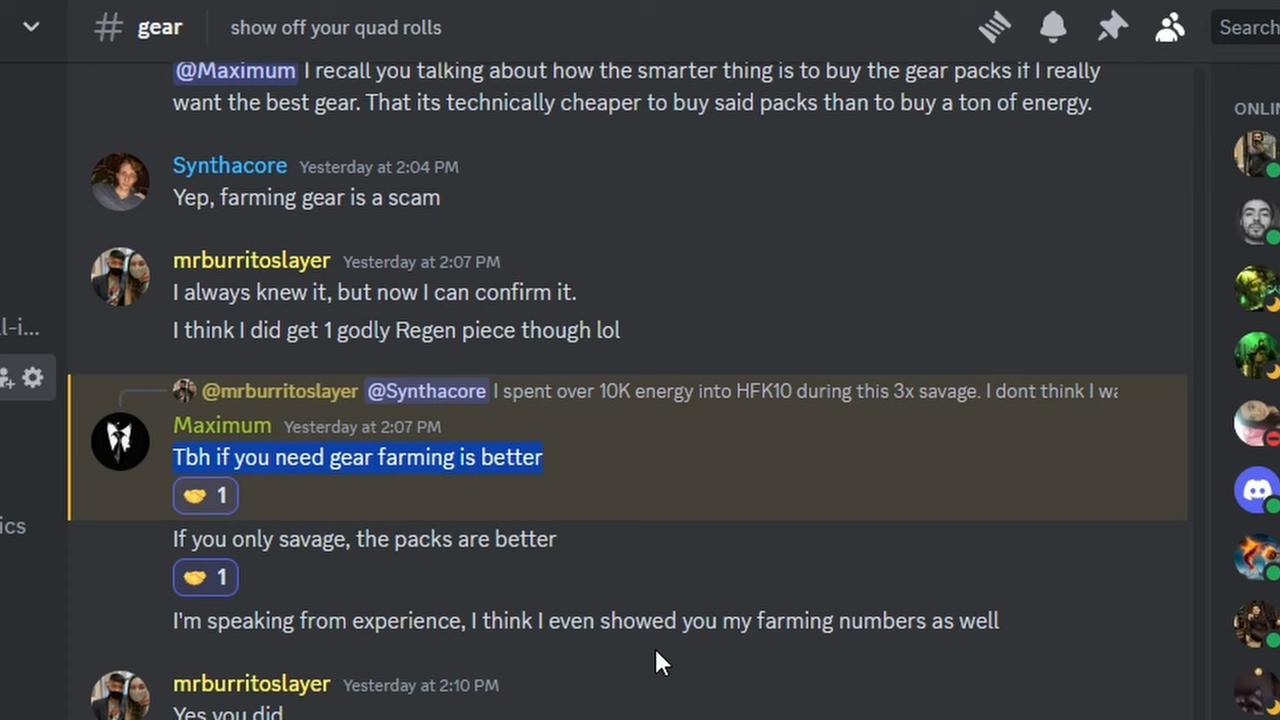 gear show off your quad rolls Search
@Maximum I recall you talking about how the smarter thing is to buy the gear packs if I really
want the best gear. That its technically cheaper to buy said packs than to buy a ton of energy.
ONLIN
Synthacore Yesterday at 2:04 PM
Yep, farming gear is a scam
mrburritoslayer Yesterday at 2:07 PM
I always knew it, but now I can confirm it.
I think I did get 1 godly Regen piece though lol
l-i...
@mrburritoslayer @Synthacore I spent over 10K energy into HFK10 during this 3x savage. I dont think I
Maximum Yesterday at 2:07 PM
Tbh if you need gear farming is better
1
ics
If you only savage, the packs are better
1
I'm speaking from experience, I think I even showed you my farming numbers as well
mrburritoslayer Yesterday at 2:10 PM
Yes you did